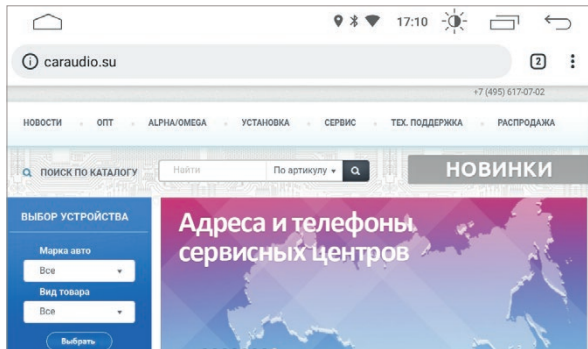 17:10
caraudio.su
2
+7 (495) 617-07-02
НОВОСТИ ОПТ ALPHA/OMEGA УСТАНОВКА СЕРВИС ТЕХ. ПОДДЕРЖКА РАСПРОДАЖА
ПОИСК ПО КАТАЛОГУ Найти По артикулу НОВИНКИ
ВЫБОР УСТРОЙСТВА
Марка авто
Все
Вид товара
Все
Выбрать
Адреса и телефоны
сервисных центров